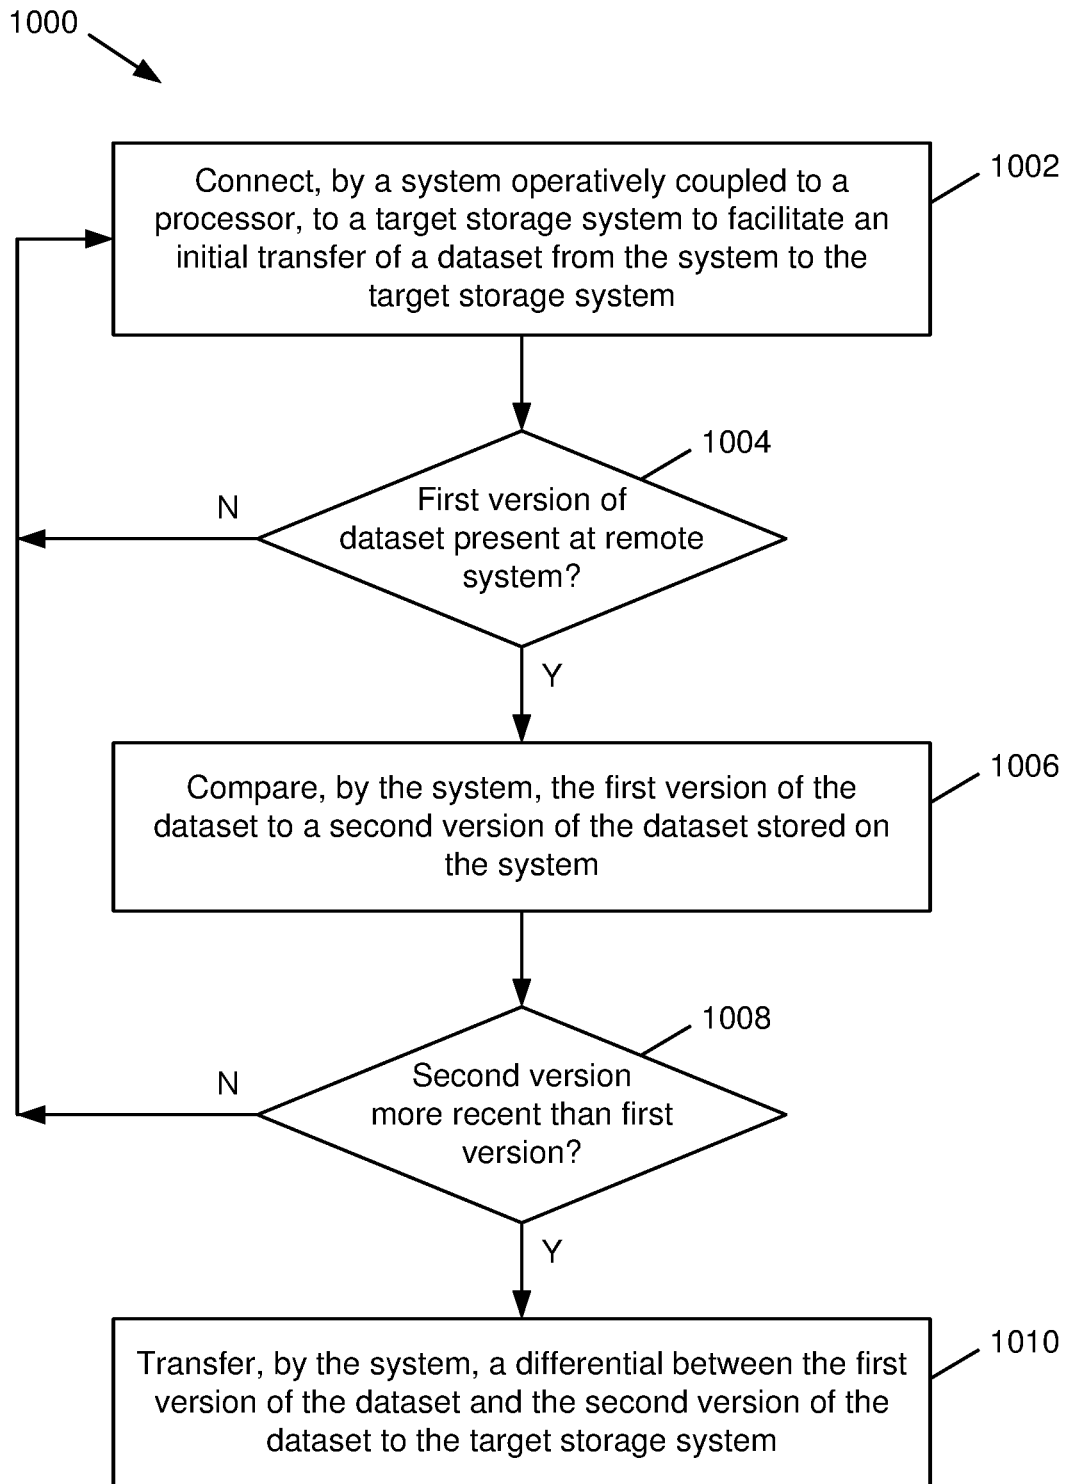 1000
1002
Connect, by a system operatively coupled to a
processor, to a target storage system to facilitate an
initial transfer of a dataset from the system to the
target storage system
1004
First version of
dataset present at remote
system?
N
Y
1006
Compare, by the system, the first version of the
dataset to a second version of the dataset stored on
the system
1008
Second version
more recent than first
version?
N
Y
1010
Transfer, by the system, a differential between the first
version of the dataset and the second version of the
dataset to the target storage system